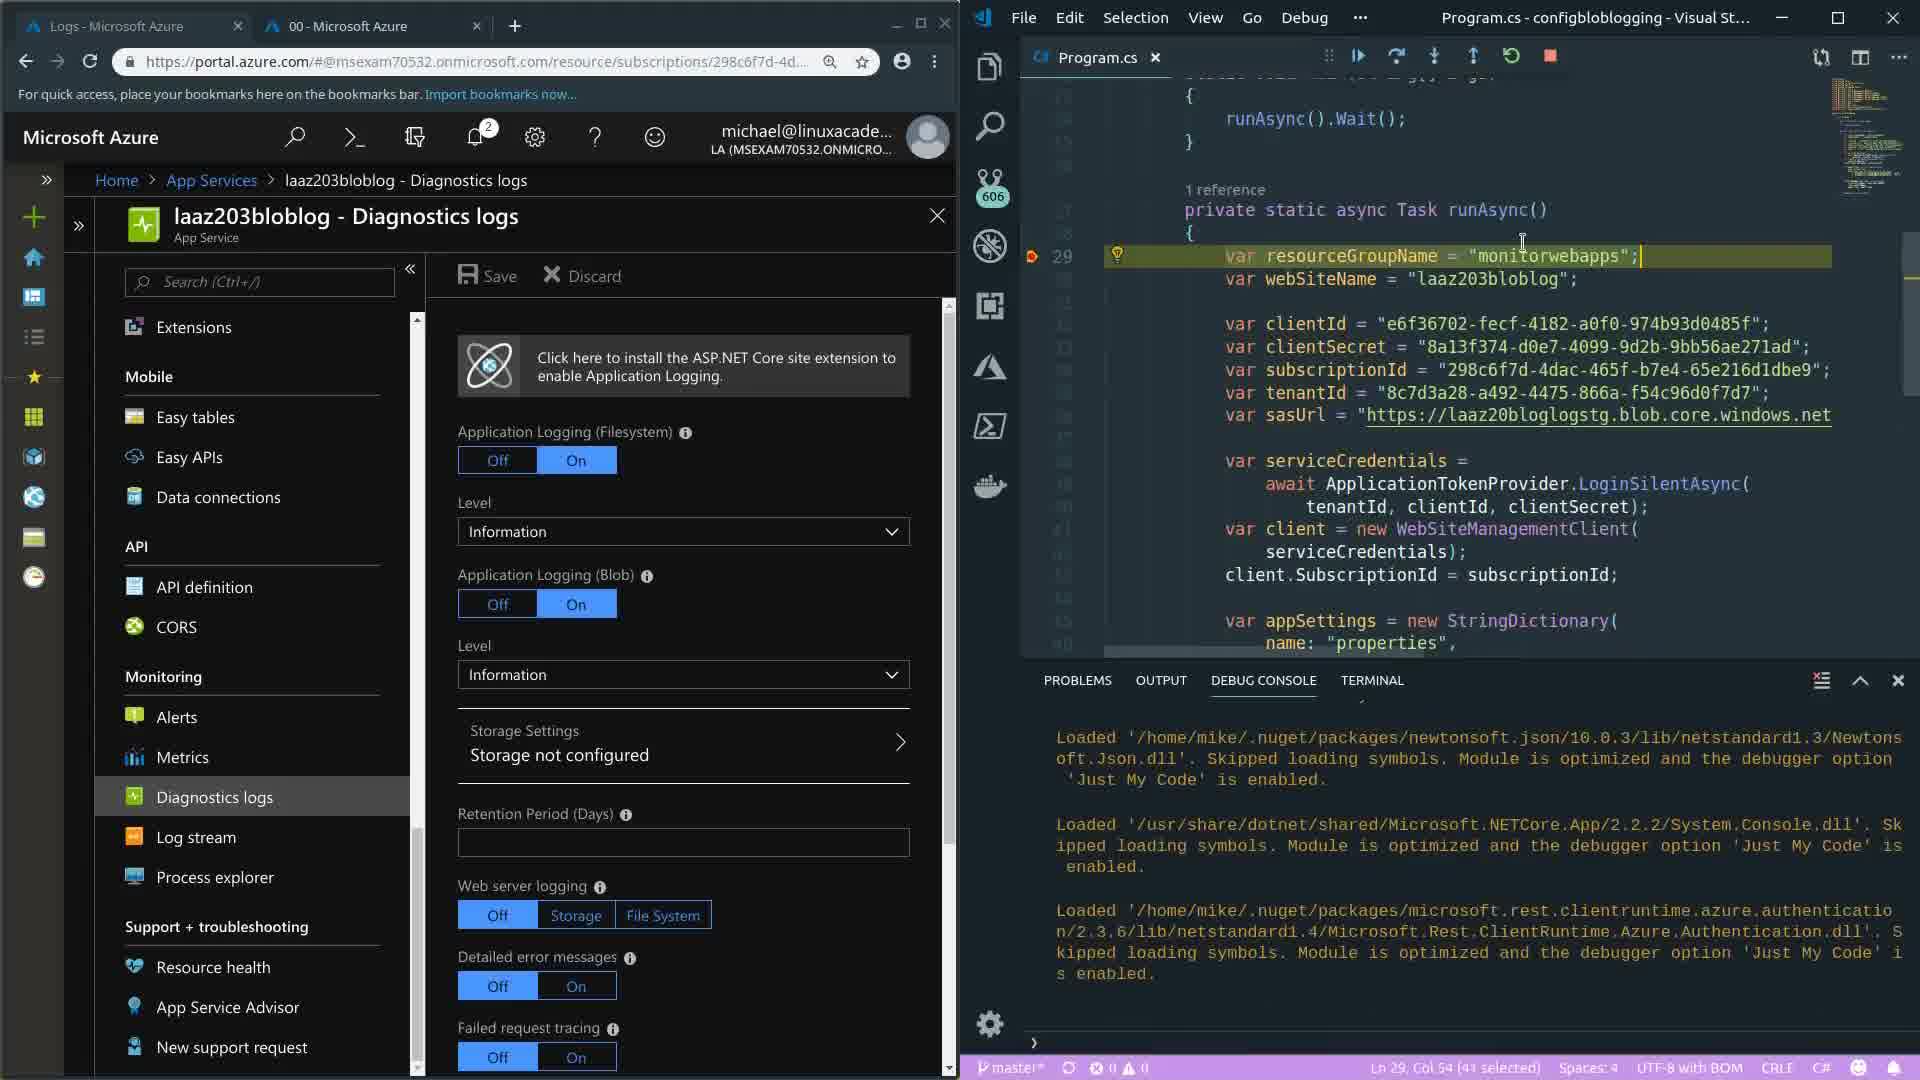 Logs - Microsoft Azure
00 - Microsoft Azure
https://portal.azure.com/#@msexam70532.onmicrosoft.com/resource/subscriptions/298c6f7d-4d...
For quick access, place your bookmarks here on the bookmarks bar. Import bookmarks now...
Microsoft Azure
2
michael@linuxacade...
LA (MSEXAM70532.ONMICRO...
Home > App Services > laaz203bloblog - Diagnostics logs
laaz203bloblog - Diagnostics logs
App Service
Search (Ctrl+/)
Extensions
Mobile
Easy tables
Easy APIs
Data connections
API
API definition
CORS
Monitoring
Alerts
Metrics
Diagnostics logs
Log stream
Process explorer
Support + troubleshooting
Resource health
App Service Advisor
New support request
Save
Discard
Click here to install the ASP.NET Core site extension to
enable Application Logging.
Application Logging (Filesystem)
Off On
Level
Information
Application Logging (Blob)
Off On
Level
Information
Storage Settings
Storage not configured
Retention Period (Days)
Web server logging
Off Storage File System
Detailed error messages
Off On
Failed request tracing
Off On
File Edit Selection View Go Debug ... Program.cs - configbloblogging - Visual St...
Program.cs
606
{
runAsync().Wait();
}
1 reference
private static async Task runAsync()
{
29 var resourceGroupName = "monitorwebapps";
var webSiteName = "laaz203bloblog";
var clientId = "e6f36702-fecf-4182-a0f0-974b93d0485f";
var clientSecret = "8a13f374-d0e7-4099-9d2b-9bb56ae271ad";
var subscriptionId = "298c6f7d-4dac-465f-b7e4-65e216d1dbe9";
var tenantId = "8c7d3a28-a492-4475-866a-f54c96d0f7d7";
var sasUrl = "https://laaz20bloglogstg.blob.core.windows.net
var serviceCredentials =
await ApplicationTokenProvider.LoginSilentAsync(
tenantId, clientId, clientSecret);
var client = new WebSiteManagementClient(
serviceCredentials);
client.SubscriptionId = subscriptionId;
var appSettings = new StringDictionary(
name: "properties",
PROBLEMS OUTPUT DEBUG CONSOLE TERMINAL
Loaded '/home/mike/.nuget/packages/newtonsoft.json/10.0.3/lib/netstandard1.3/Newtons
oft.Json.dll'. Skipped loading symbols. Module is optimized and the debugger option
'Just My Code' is enabled.
Loaded '/usr/share/dotnet/shared/Microsoft.NETCore.App/2.2.2/System.Console.dll'. Sk
ipped loading symbols. Module is optimized and the debugger option 'Just My Code' is
enabled.
Loaded '/home/mike/.nuget/packages/microsoft.rest.clientruntime.azure.authenticatio
n/2.3.6/lib/netstandard1.4/Microsoft.Rest.ClientRuntime.Azure.Authentication.dll'. S
kipped loading symbols. Module is optimized and the debugger option 'Just My Code' i
s enabled.
master* 0 0 Ln 29, Col 54 (41 selected) Spaces: 4 UTF-8 with BOM CRLF C#